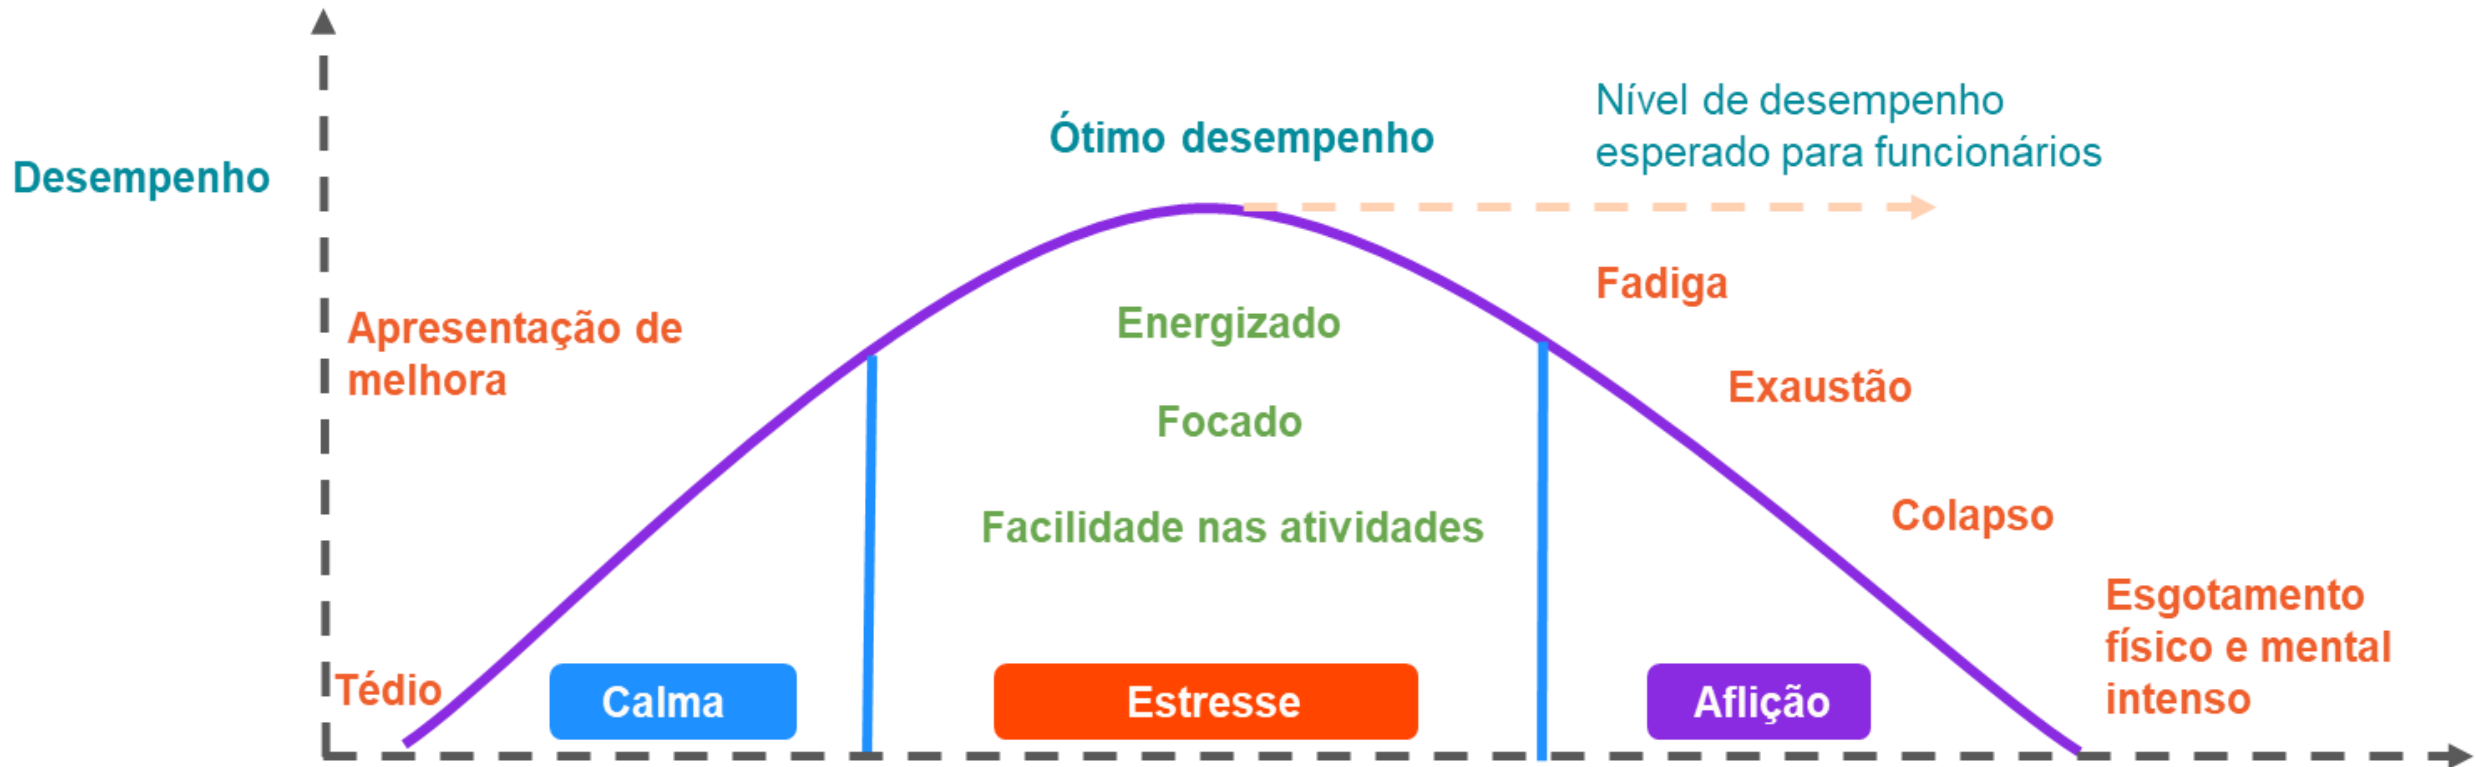 Desempenho
Ótimo desempenho
Nível de desempenho
esperado para funcionários
Apresentação de
melhora
Tédio
Energizado
Focado
Facilidade nas atividades
Fadiga
Exaustão
Colapso
Esgotamento
físico e mental
intenso
Calma
Estresse
Aflição